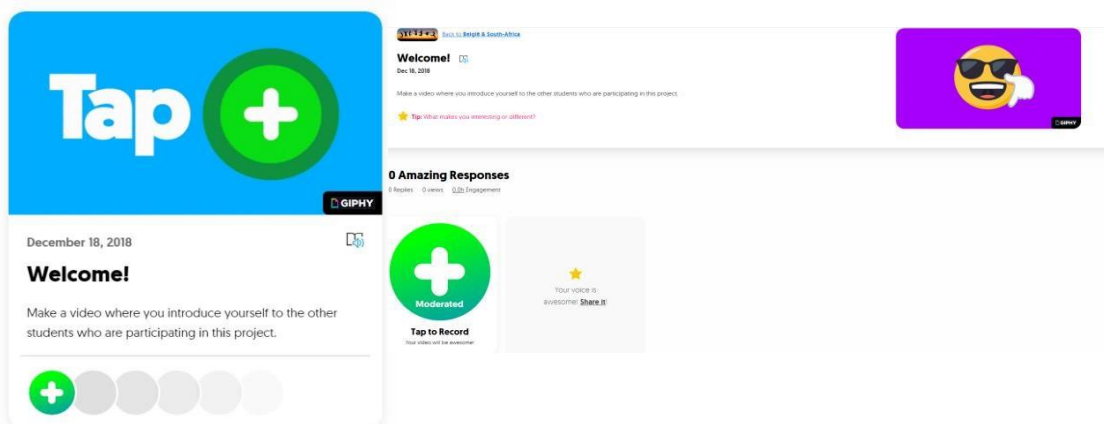 Tap
GIPHY
December 18, 2018
Welcome!
Make a video where you introduce yourself to the other
students who are participating in this project.
Back to België & South-Africa
Welcome!
Dec 18, 2018
Make a video where you introduce yourself to the other students who are participating in this project.
Tip: What makes you interesting or different?
GIPHY
0 Amazing Responses
0 Replies 0 views 0.0h Engagement
Moderated
Tap to Record
Your video will be awesome!
Your voice is
awesome! Share it!